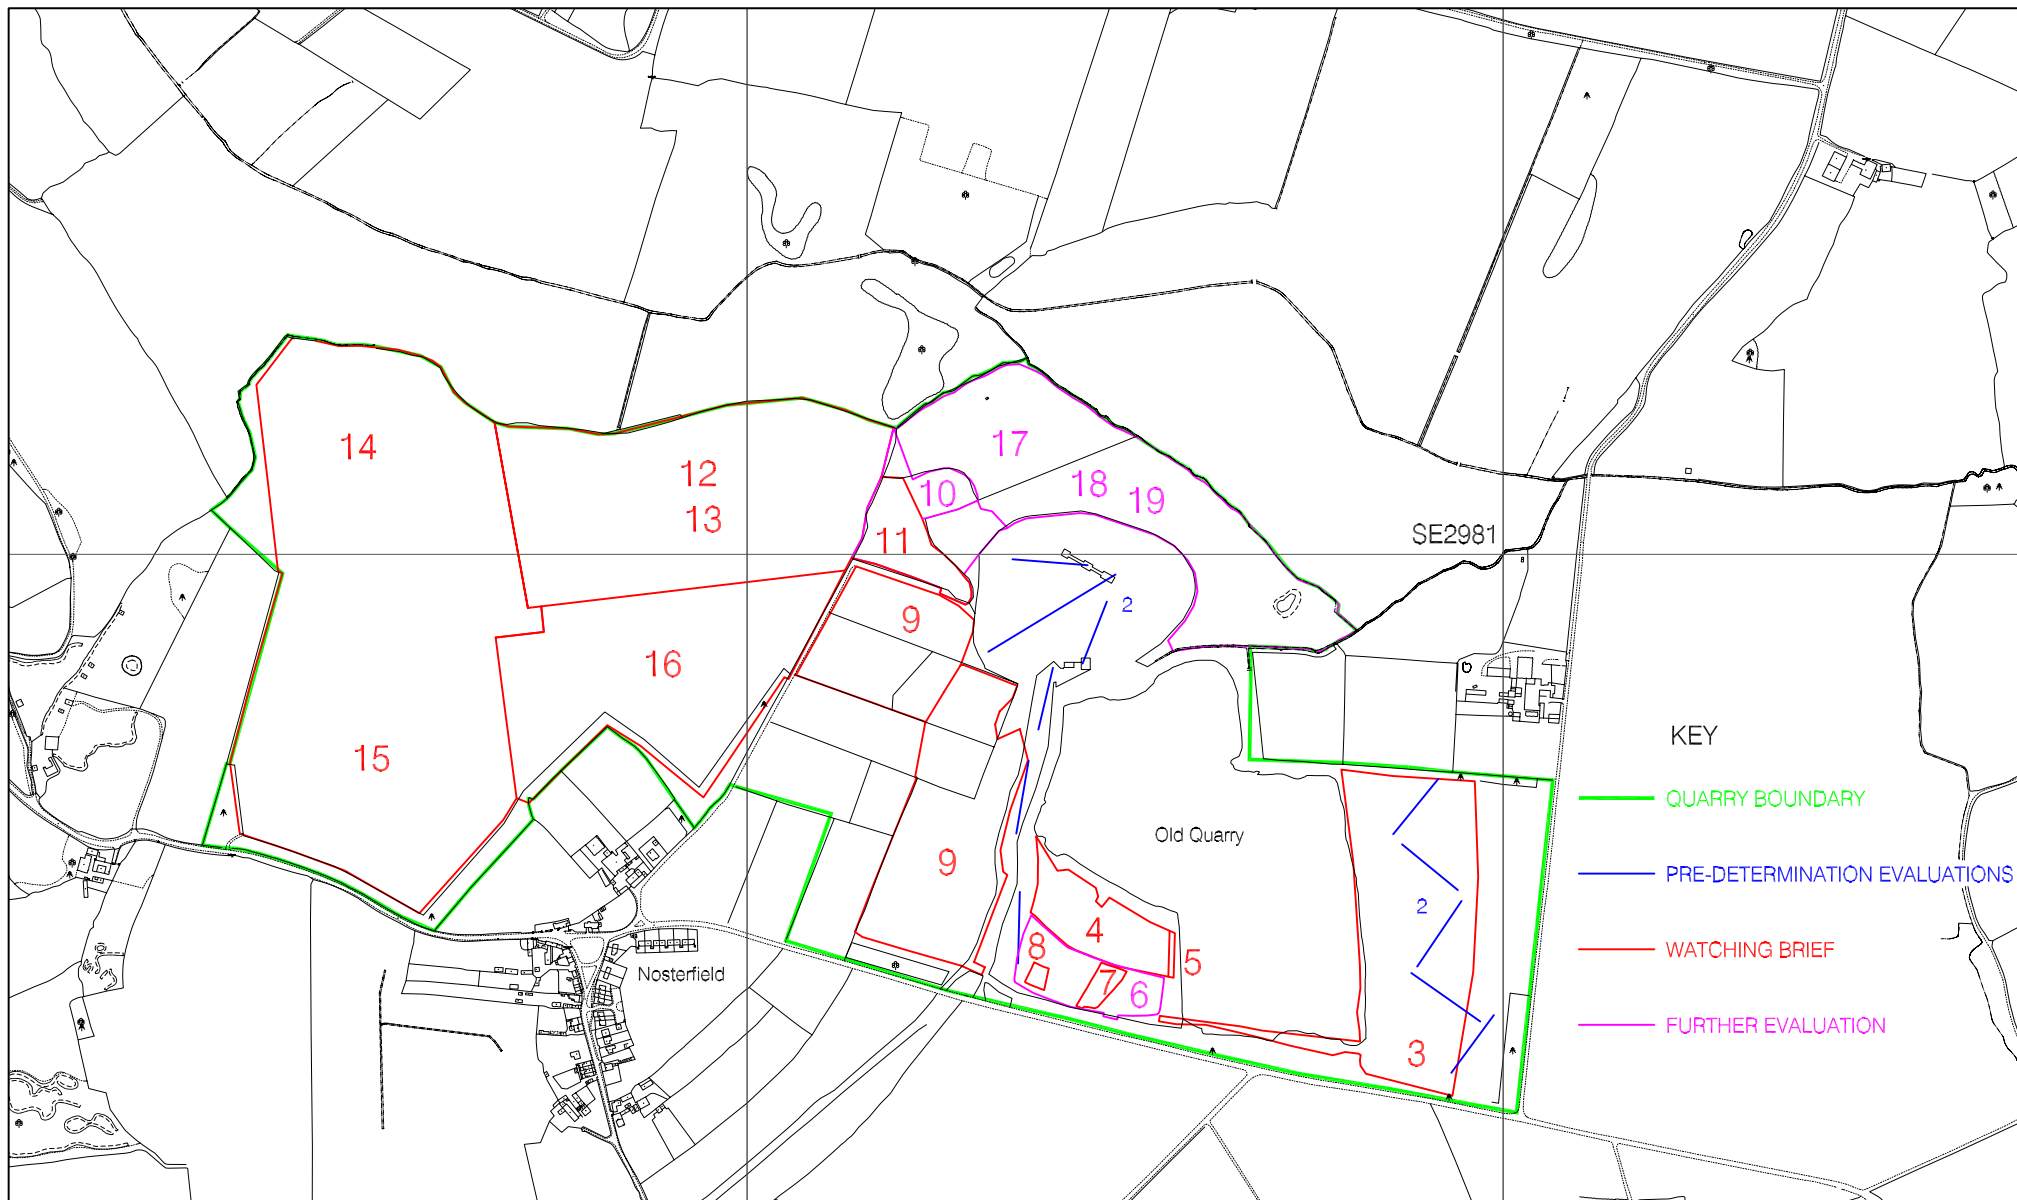 14
12
13
17
18
19
10
11
SE2981
2
9
16
15
KEY
QUARRY BOUNDARY
Old Quarry
9
PRE-DETERMINATION EVALUATIONS
2
4
8
5
7
6
WATCHING BRIEF
Nosterfield
FURTHER EVALUATION
3